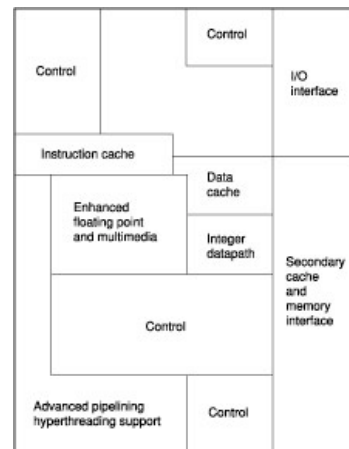 Control
Control
I/O
interface
Instruction cache
Data
cache
Enhanced
floating point
and multimedia
Integer
datapath
Secondary
cache
and
memory
interface
Control
Advanced pipelining
hyperthreading support
Control